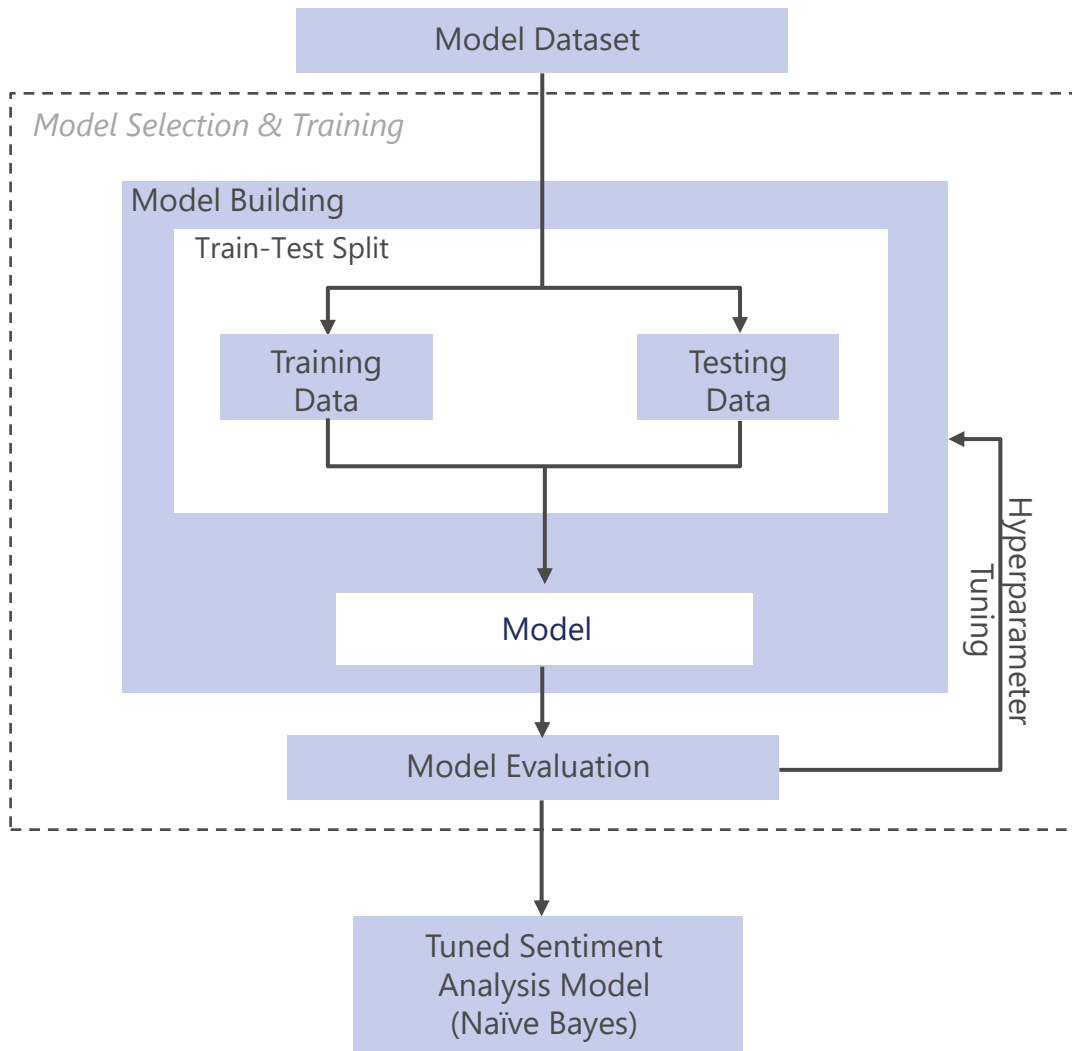 Model Dataset
Model Selection & Training
Model Building
Train-Test Split
Training
Data
Testing
Data
Model
Hyperparameter
Tuning
Model Evaluation
Tuned Sentiment
Analysis Model
(Naïve Bayes)